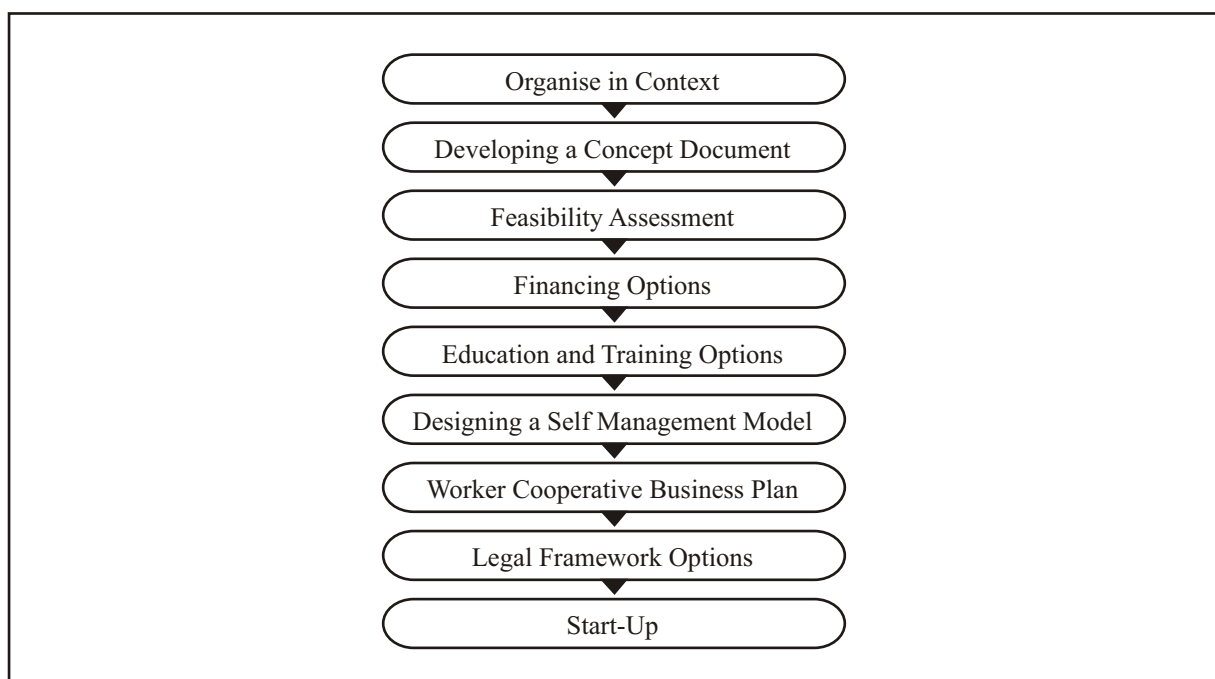 Organise in Context
Developing a Concept Document
Feasibility Assessment
Financing Options
Education and Training Options
Designing a Self Management Model
Worker Cooperative Business Plan
Legal Framework Options
Start-Up